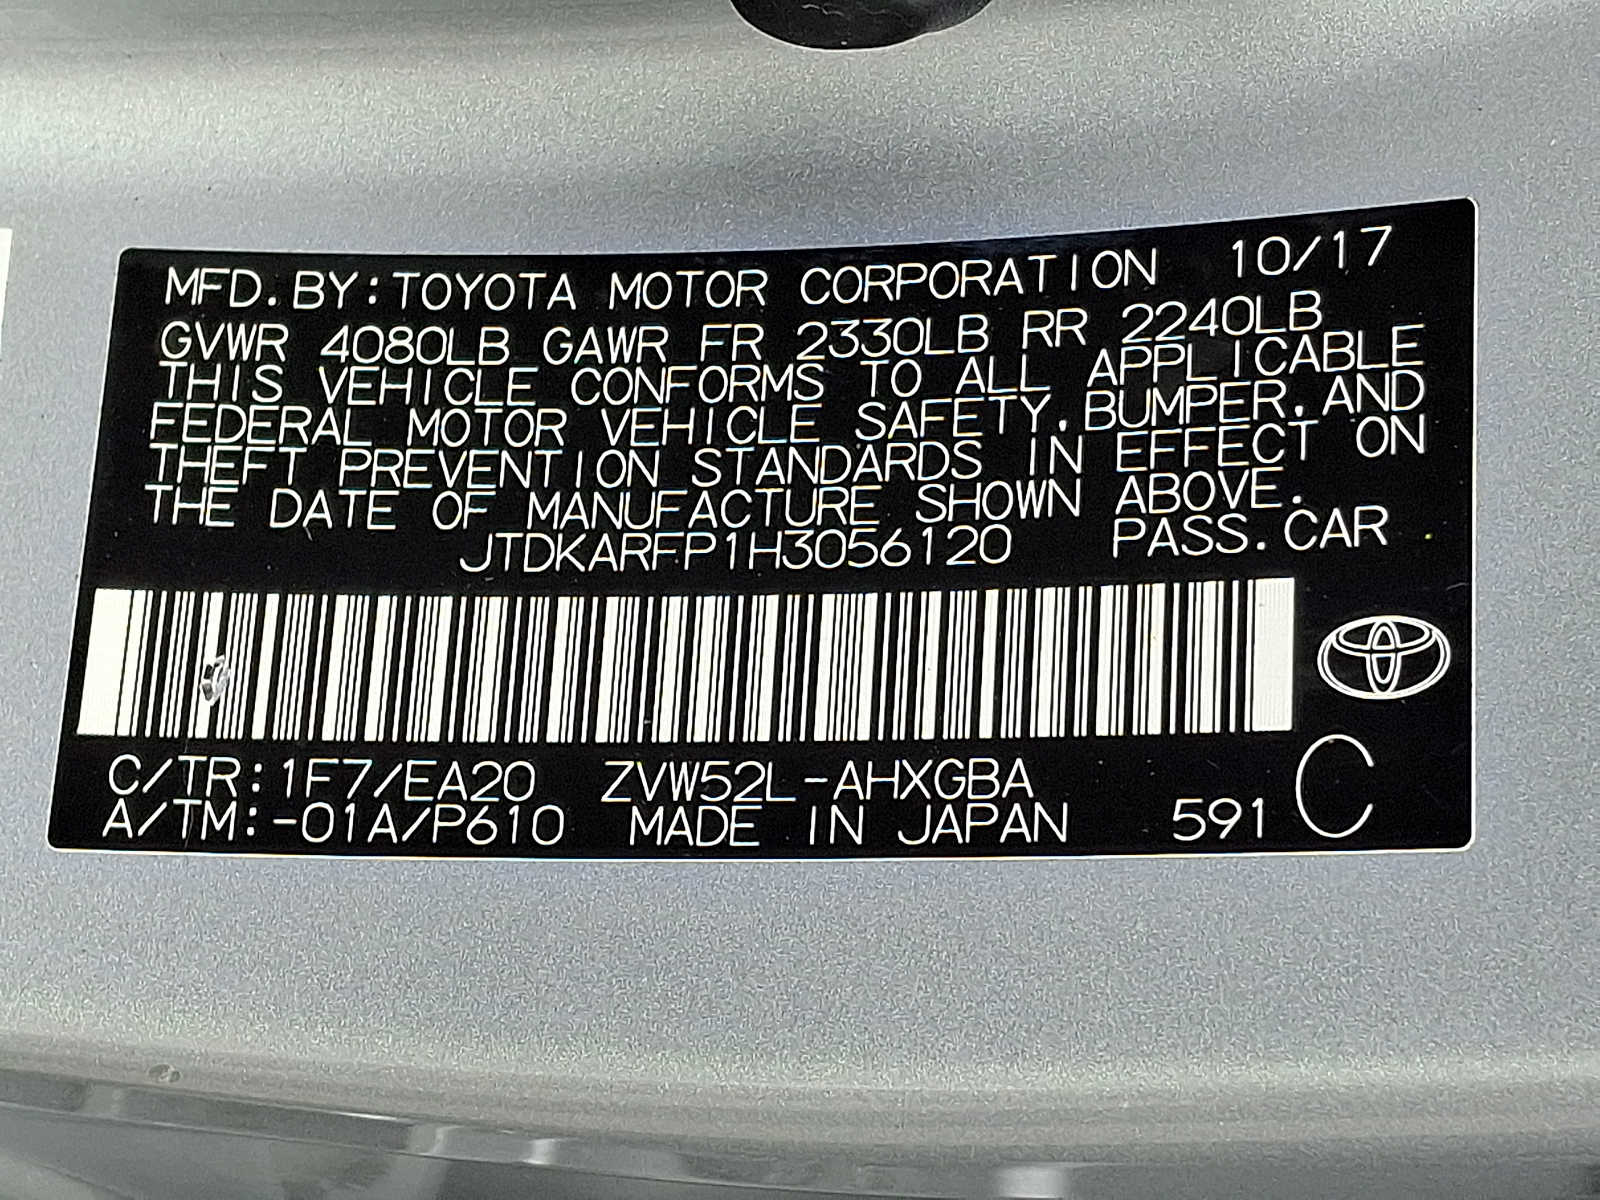 MFD.BY:TOYOTA MOTOR CORPORATION 10/17
GVWR 4080LB GAWR FR 2330LB RR 2240LB
THIS VEHICLE CONFORMS TO ALL APPLICABLE
FEDERAL MOTOR VEHICLE SAFETY,BUMPER,AND
THEFT PREVENTION STANDARDS IN EFFECT ON
THE DATE OF MANUFACTURE SHOWN ABOVE.
JTDKARFP1H3056120 PASS.CAR
C/TR:1F7/EA20 ZVW52L-AHXGBA
A/TM:-01A/P610 MADE IN JAPAN 591 C